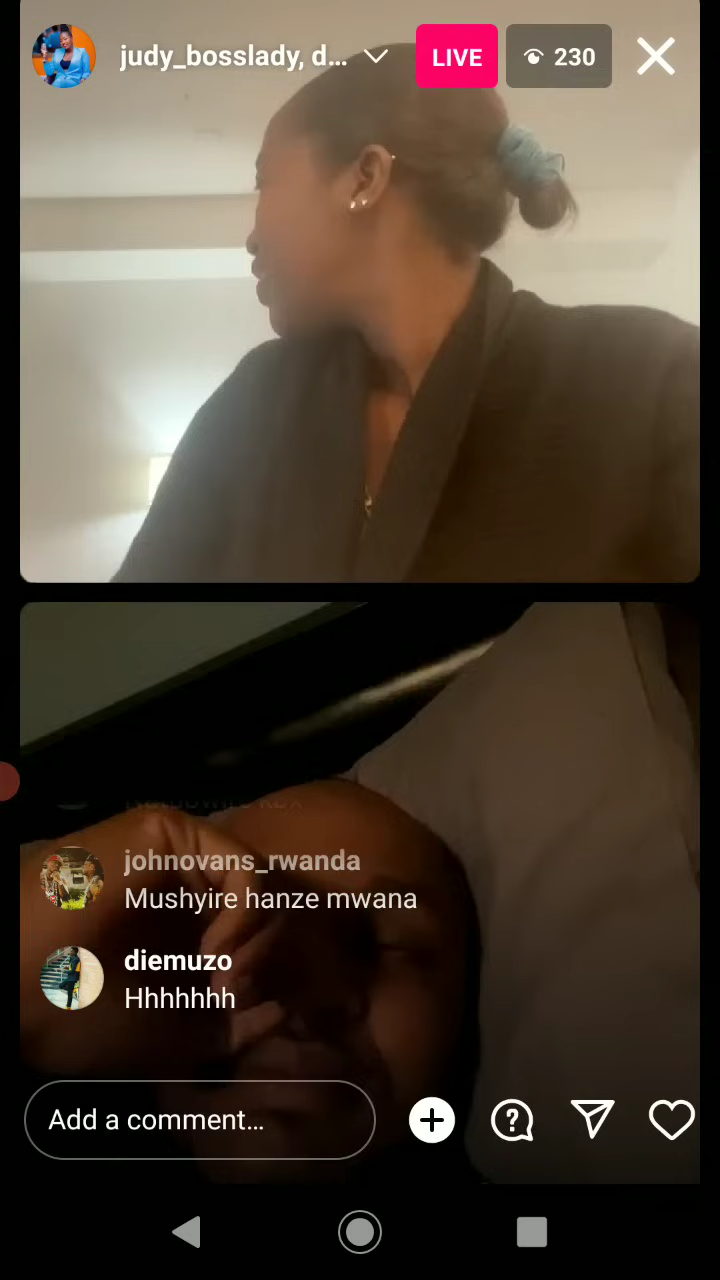 judy_bosslady, d...
LIVE
230
johnovans_rwanda
Mushyire hanze mwana
diemuzo
Hhhhhhh
Add a comment...